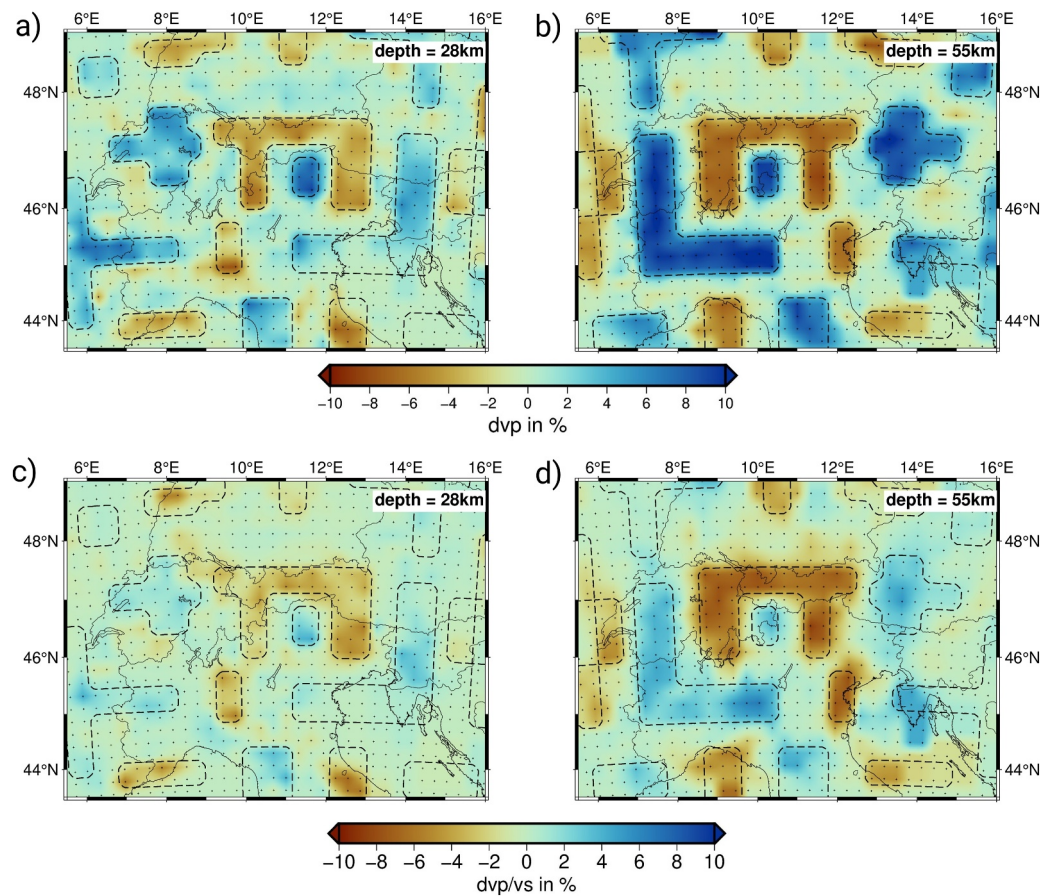 a)
6°E 8°E 10°E 12°E 14°E 16°E
depth = 28km
48°N
46°N
44°N
b)
6°E 8°E 10°E 12°E 14°E 16°E
depth = 55km
48°N
46°N
44°N
−10 −8 −6 −4 −2 0 2 4 6 8 10
dvp in %
c)
6°E 8°E 10°E 12°E 14°E 16°E
depth = 28km
48°N
46°N
44°N
d)
6°E 8°E 10°E 12°E 14°E 16°E
depth = 55km
48°N
46°N
44°N
−10 −8 −6 −4 −2 0 2 4 6 8 10
dvp/vs in %